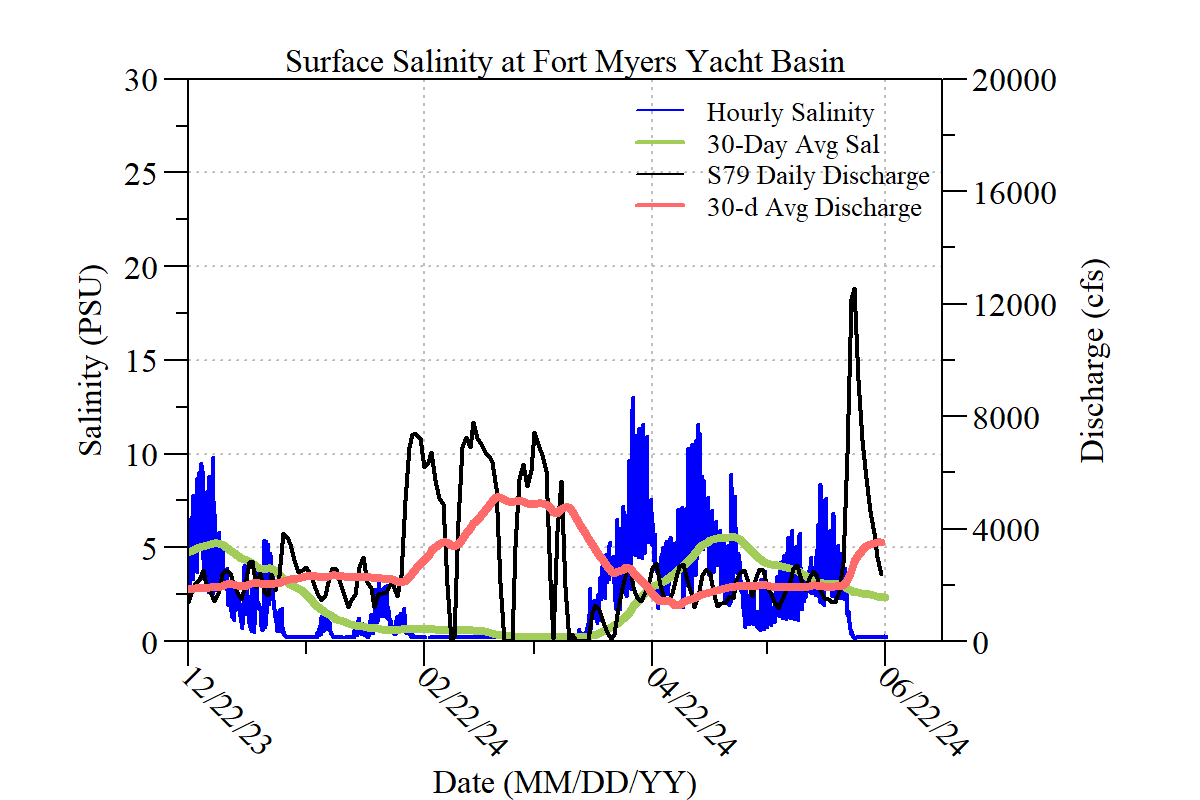 Surface Salinity at Fort Myers Yacht Basin
30
25
20
15
10
5
0
Salinity (PSU)
Hourly Salinity
30-Day Avg Sal
S79 Daily Discharge
30-d Avg Discharge
20000
16000
12000
8000
4000
0
Discharge (cfs)
12/22/23
02/22/24
04/22/24
06/22/24
Date (MM/DD/YY)